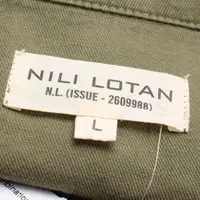 NILI LOTAN
N.L. (ISSUE - 2609988)
L